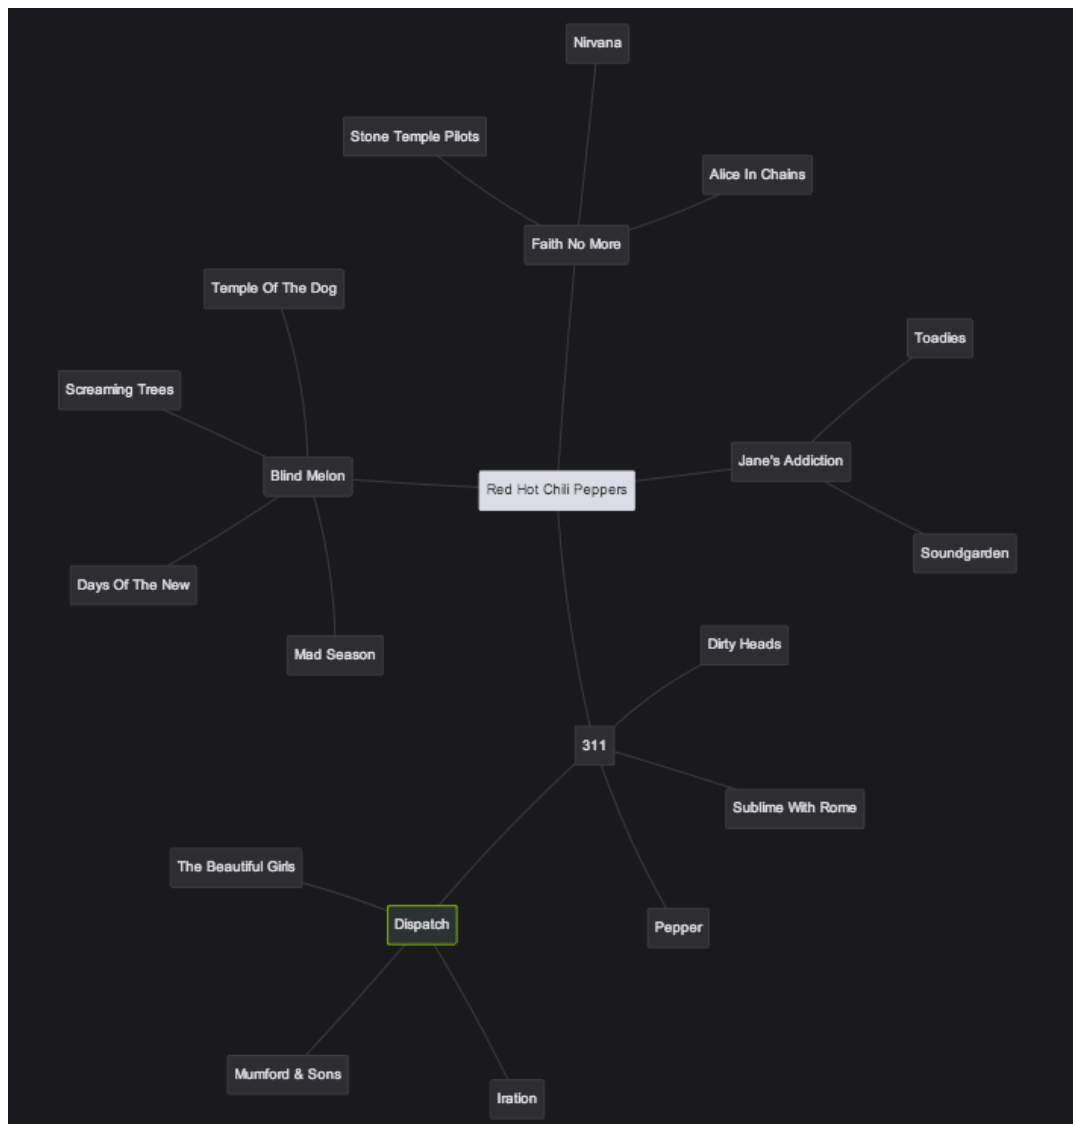 Nirvana
Stone Temple Pilots
Alice In Chains
Faith No More
Temple Of The Dog
Toadies
Screaming Trees
Jane's Addiction
Blind Melon
Red Hot Chili Peppers
Soundgarden
Days Of The New
Dirty Heads
Mad Season
311
Sublime With Rome
The Beautiful Girls
Dispatch
Pepper
Mumford & Sons
Iration